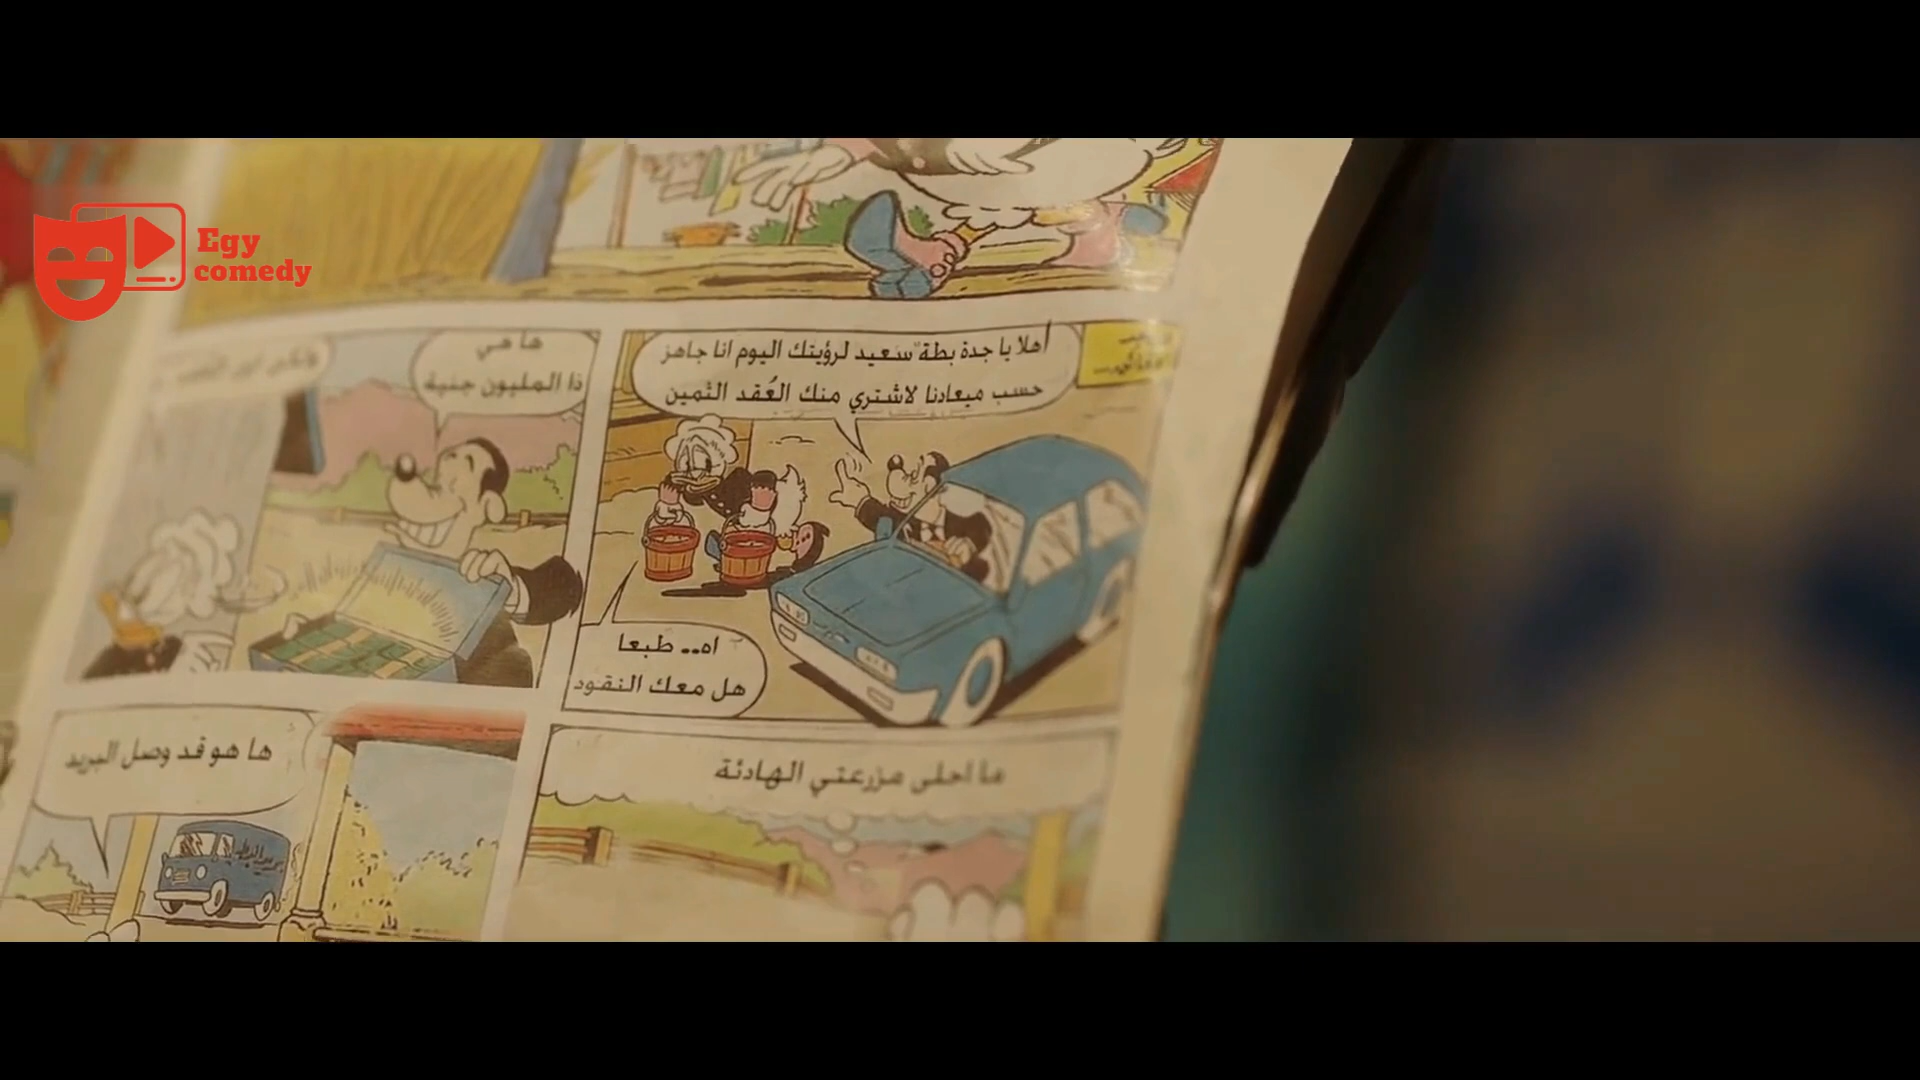 Egy
comedy
أهلا يا جدة بطة سعيد لرؤيتك اليوم انا جاهز
حسب ميعادنا لاشتري منك العُقد الثمين
اه.. طبعا
هل معك النقود
ها هي
ذا المليون جنية
ما احلى مزرعتي الهادئة
ها هو قد وصل البريد